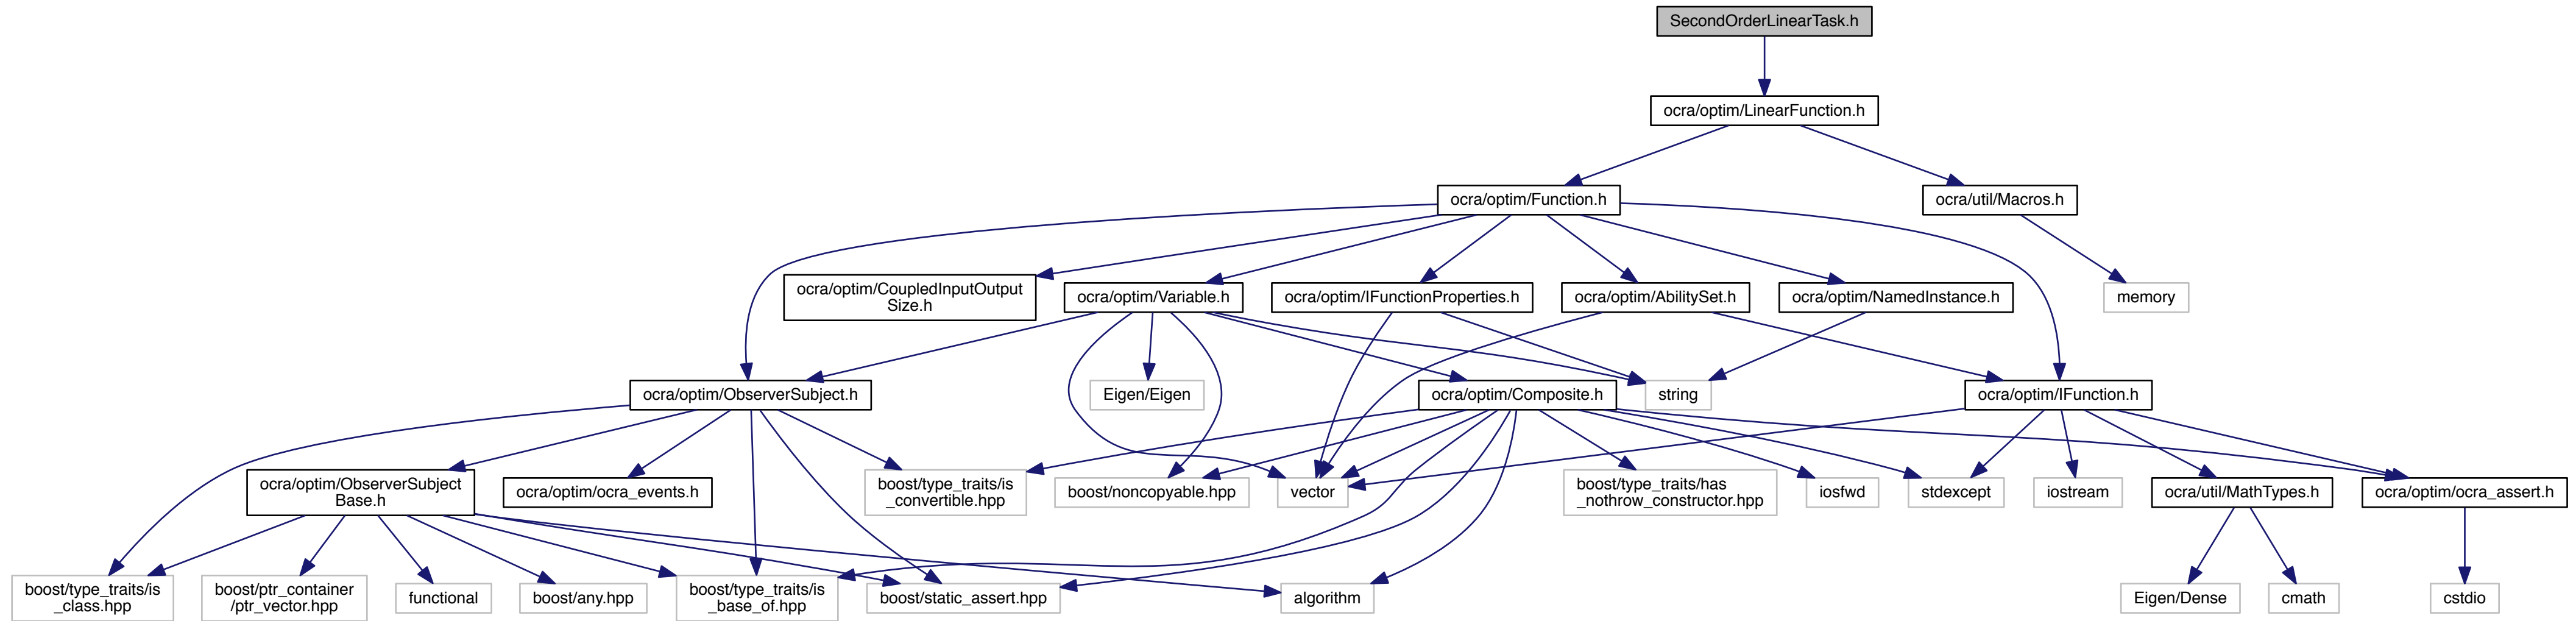 SecondOrderLinearTask.h
ocra/optim/LinearFunction.h
ocra/optim/Function.h
ocra/util/Macros.h
ocra/optim/CoupledInputOutput
Size.h
ocra/optim/Variable.h
ocra/optim/IFunctionProperties.h
ocra/optim/AbilitySet.h
ocra/optim/NamedInstance.h
memory
ocra/optim/ObserverSubject.h
Eigen/Eigen
ocra/optim/Composite.h
string
ocra/optim/IFunction.h
ocra/optim/ObserverSubject
Base.h
ocra/optim/ocra_events.h
boost/type_traits/is
_convertible.hpp
boost/noncopyable.hpp
vector
boost/type_traits/has
_nothrow_constructor.hpp
iosfwd
stdexcept
iostream
ocra/util/MathTypes.h
ocra/optim/ocra_assert.h
boost/type_traits/is
_class.hpp
boost/ptr_container
/ptr_vector.hpp
functional
boost/any.hpp
boost/type_traits/is
_base_of.hpp
boost/static_assert.hpp
algorithm
Eigen/Dense
cmath
cstdio